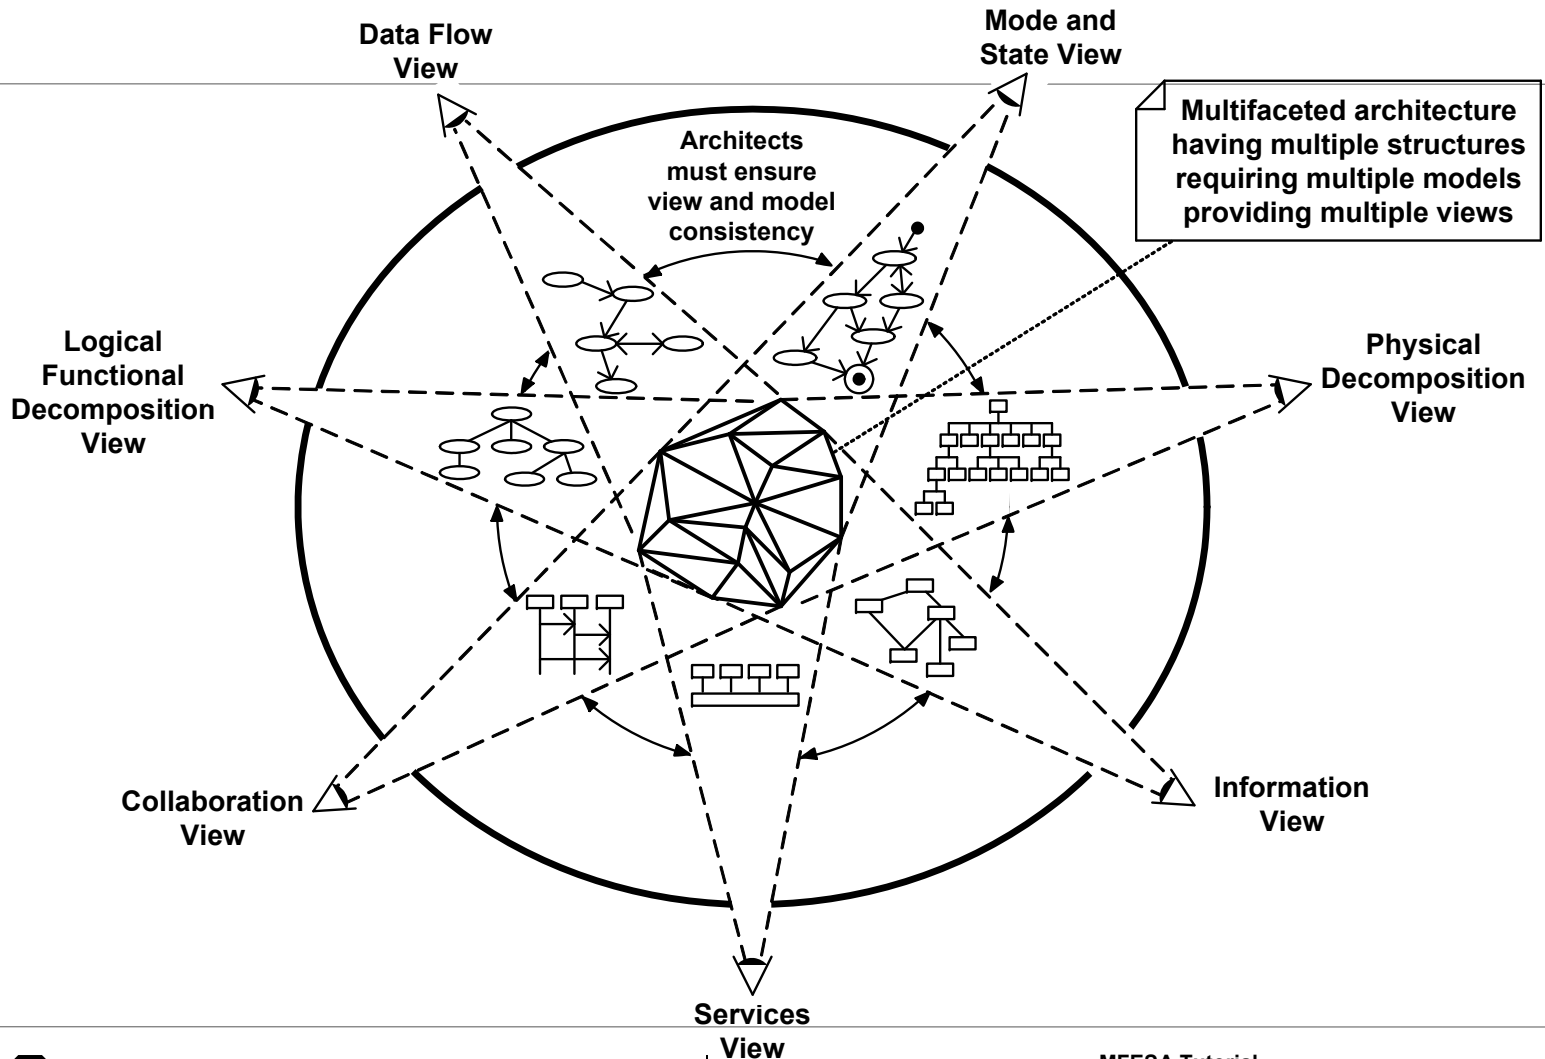 Data Flow
View
Mode and
State View
Multifaceted architecture
having multiple structures
requiring multiple models
providing multiple views
Architects
must ensure
view and model
consistency
Logical
Functional
Decomposition
View
Physical
Decomposition
View
Collaboration
View
Information
View
Services
View
MFESA Tutorial